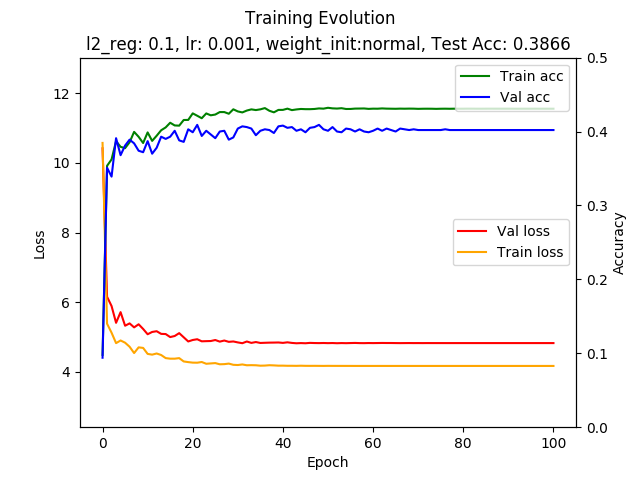 Training Evolution
l2_reg: 0.1, lr: 0.001, weight_init:normal, Test Acc: 0.3866
Train acc
Val acc
Val loss
Train loss
12
10
8
6
4
Loss
0.5
0.4
0.3
0.2
0.1
0.0
Accuracy
0 20 40 60 80 100
Epoch